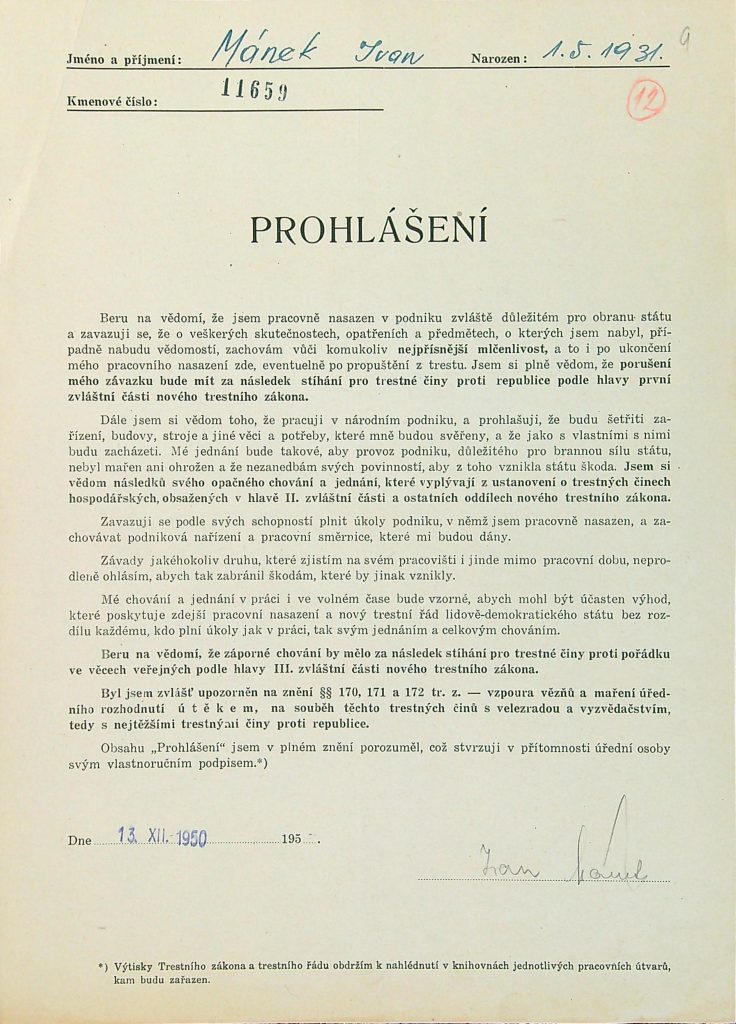 9
Jméno a příjmení: Mánek Ivan Narozen: 1.5.1931.
Kmenové číslo: 11659
12
PROHLÁŠENÍ
Beru na vědomí, že jsem pracovně nasazen v podniku zvláště důležitém pro obranu státu
a zavazuji se, že o veškerých skutečnostech, opatřeních a předmětech, o kterých jsem nabyl, pří-
padně nabudu vědomostí, zachovám vůči komukoliv nejpřísnější mlčenlivost, a to i po ukončení
mého pracovního nasazení zde, eventuelně po propuštění z trestu. Jsem si plně vědom, že porušení
mého závazku bude mít za následek stíhání pro trestné činy proti republice podle hlavy první
zvláštní části nového trestního zákona.
Dále jsem si vědom toho, že pracuji v národním podniku, a prohlašuji, že budu šetřiti za-
řízení, budovy, stroje a jiné věci a potřeby, které mně budou svěřeny, a že jako s vlastními s nimi
budu zacházeti. Mé jednání bude takové, aby provoz podniku, důležitého pro brannou sílu státu,
nebyl mařen ani ohrožen a že nezanedbám svých povinností, aby z toho vznikla státu škoda. Jsem si
vědom následků svého opačného chování a jednání, které vyplývají z ustanovení o trestných činech
hospodářských, obsažených v hlavě II. zvláštní části a ostatních oddílech nového trestního zákona.
Zavazuji se podle svých schopností plnit úkoly podniku, v němž jsem pracovně nasazen, a za-
chovávat podniková nařízení a pracovní směrnice, které mi budou dány.
Závady jakéhokoliv druhu, které zjistím na svém pracovišti i jinde mimo pracovní dobu, nepro-
dleně ohlásím, abych tak zabránil škodám, které by jinak vznikly.
Mé chování a jednání v práci i ve volném čase bude vzorné, abych mohl být účasten výhod,
které poskytuje zdejší pracovní nasazení a nový trestní řád lidově-demokratického státu bez roz-
dílu každému, kdo plní úkoly jak v práci, tak svým jednáním a celkovým chováním.
Beru na vědomí, že záporné chování by mělo za následek stíhání pro trestné činy proti pořádku
ve věcech veřejných podle hlavy III. zvláštní části nového trestního zákona.
Byl jsem zvlášť upozorněn na znění §§ 170, 171 a 172 tr. z. — vzpoura vězňů a maření úřed-
ního rozhodnutí útěkem, na souběh těchto trestných činů s velezradou a vyzvědačstvím,
tedy s nejtěžšími trestnými činy proti republice.
Obsahu „Prohlášení“ jsem v plném znění porozuměl, což stvrzuji v přítomnosti úřední osoby
svým vlastnoručním podpisem.*)
Dne 13. XII. 1950 195 .
Ivan Mánek
*) Výtisky Trestního zákona a trestního řádu obdržím k nahlédnutí v knihovnách jednotlivých pracovních útvarů,
kam budu zařazen.